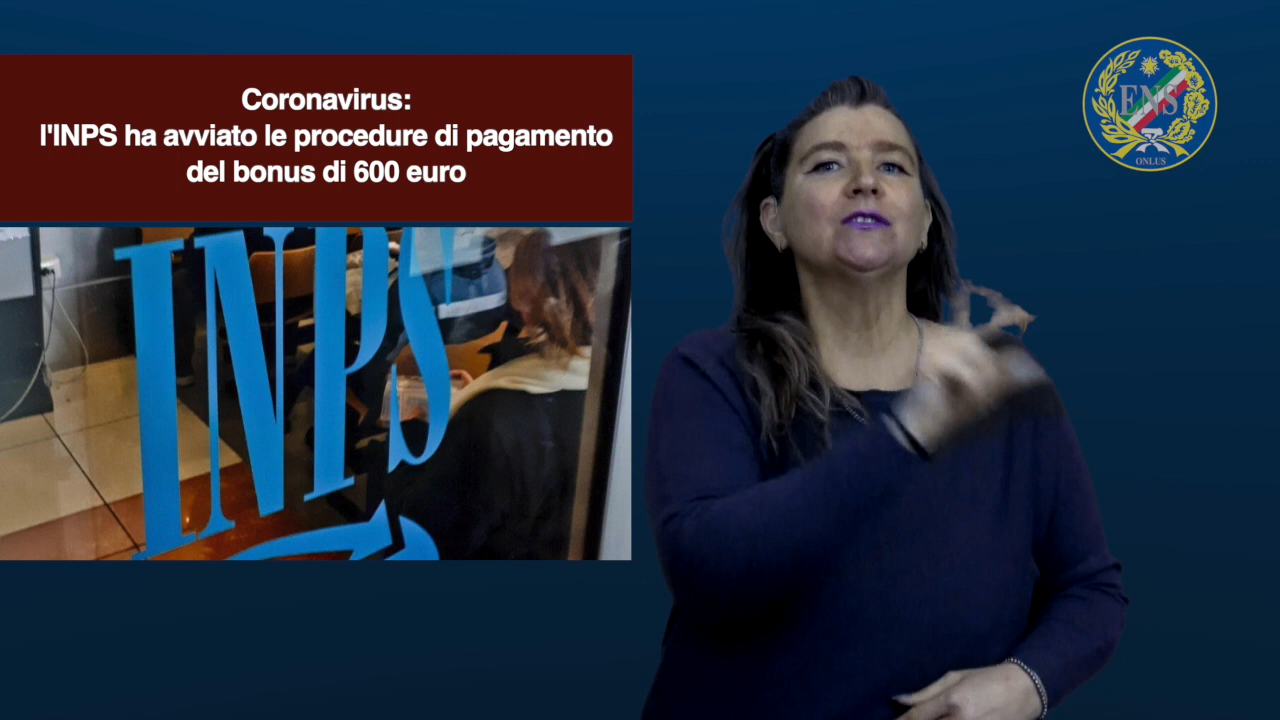 Coronavirus:
l'INPS ha avviato le procedure di pagamento
del bonus di 600 euro
ENS
ONLUS
INPS